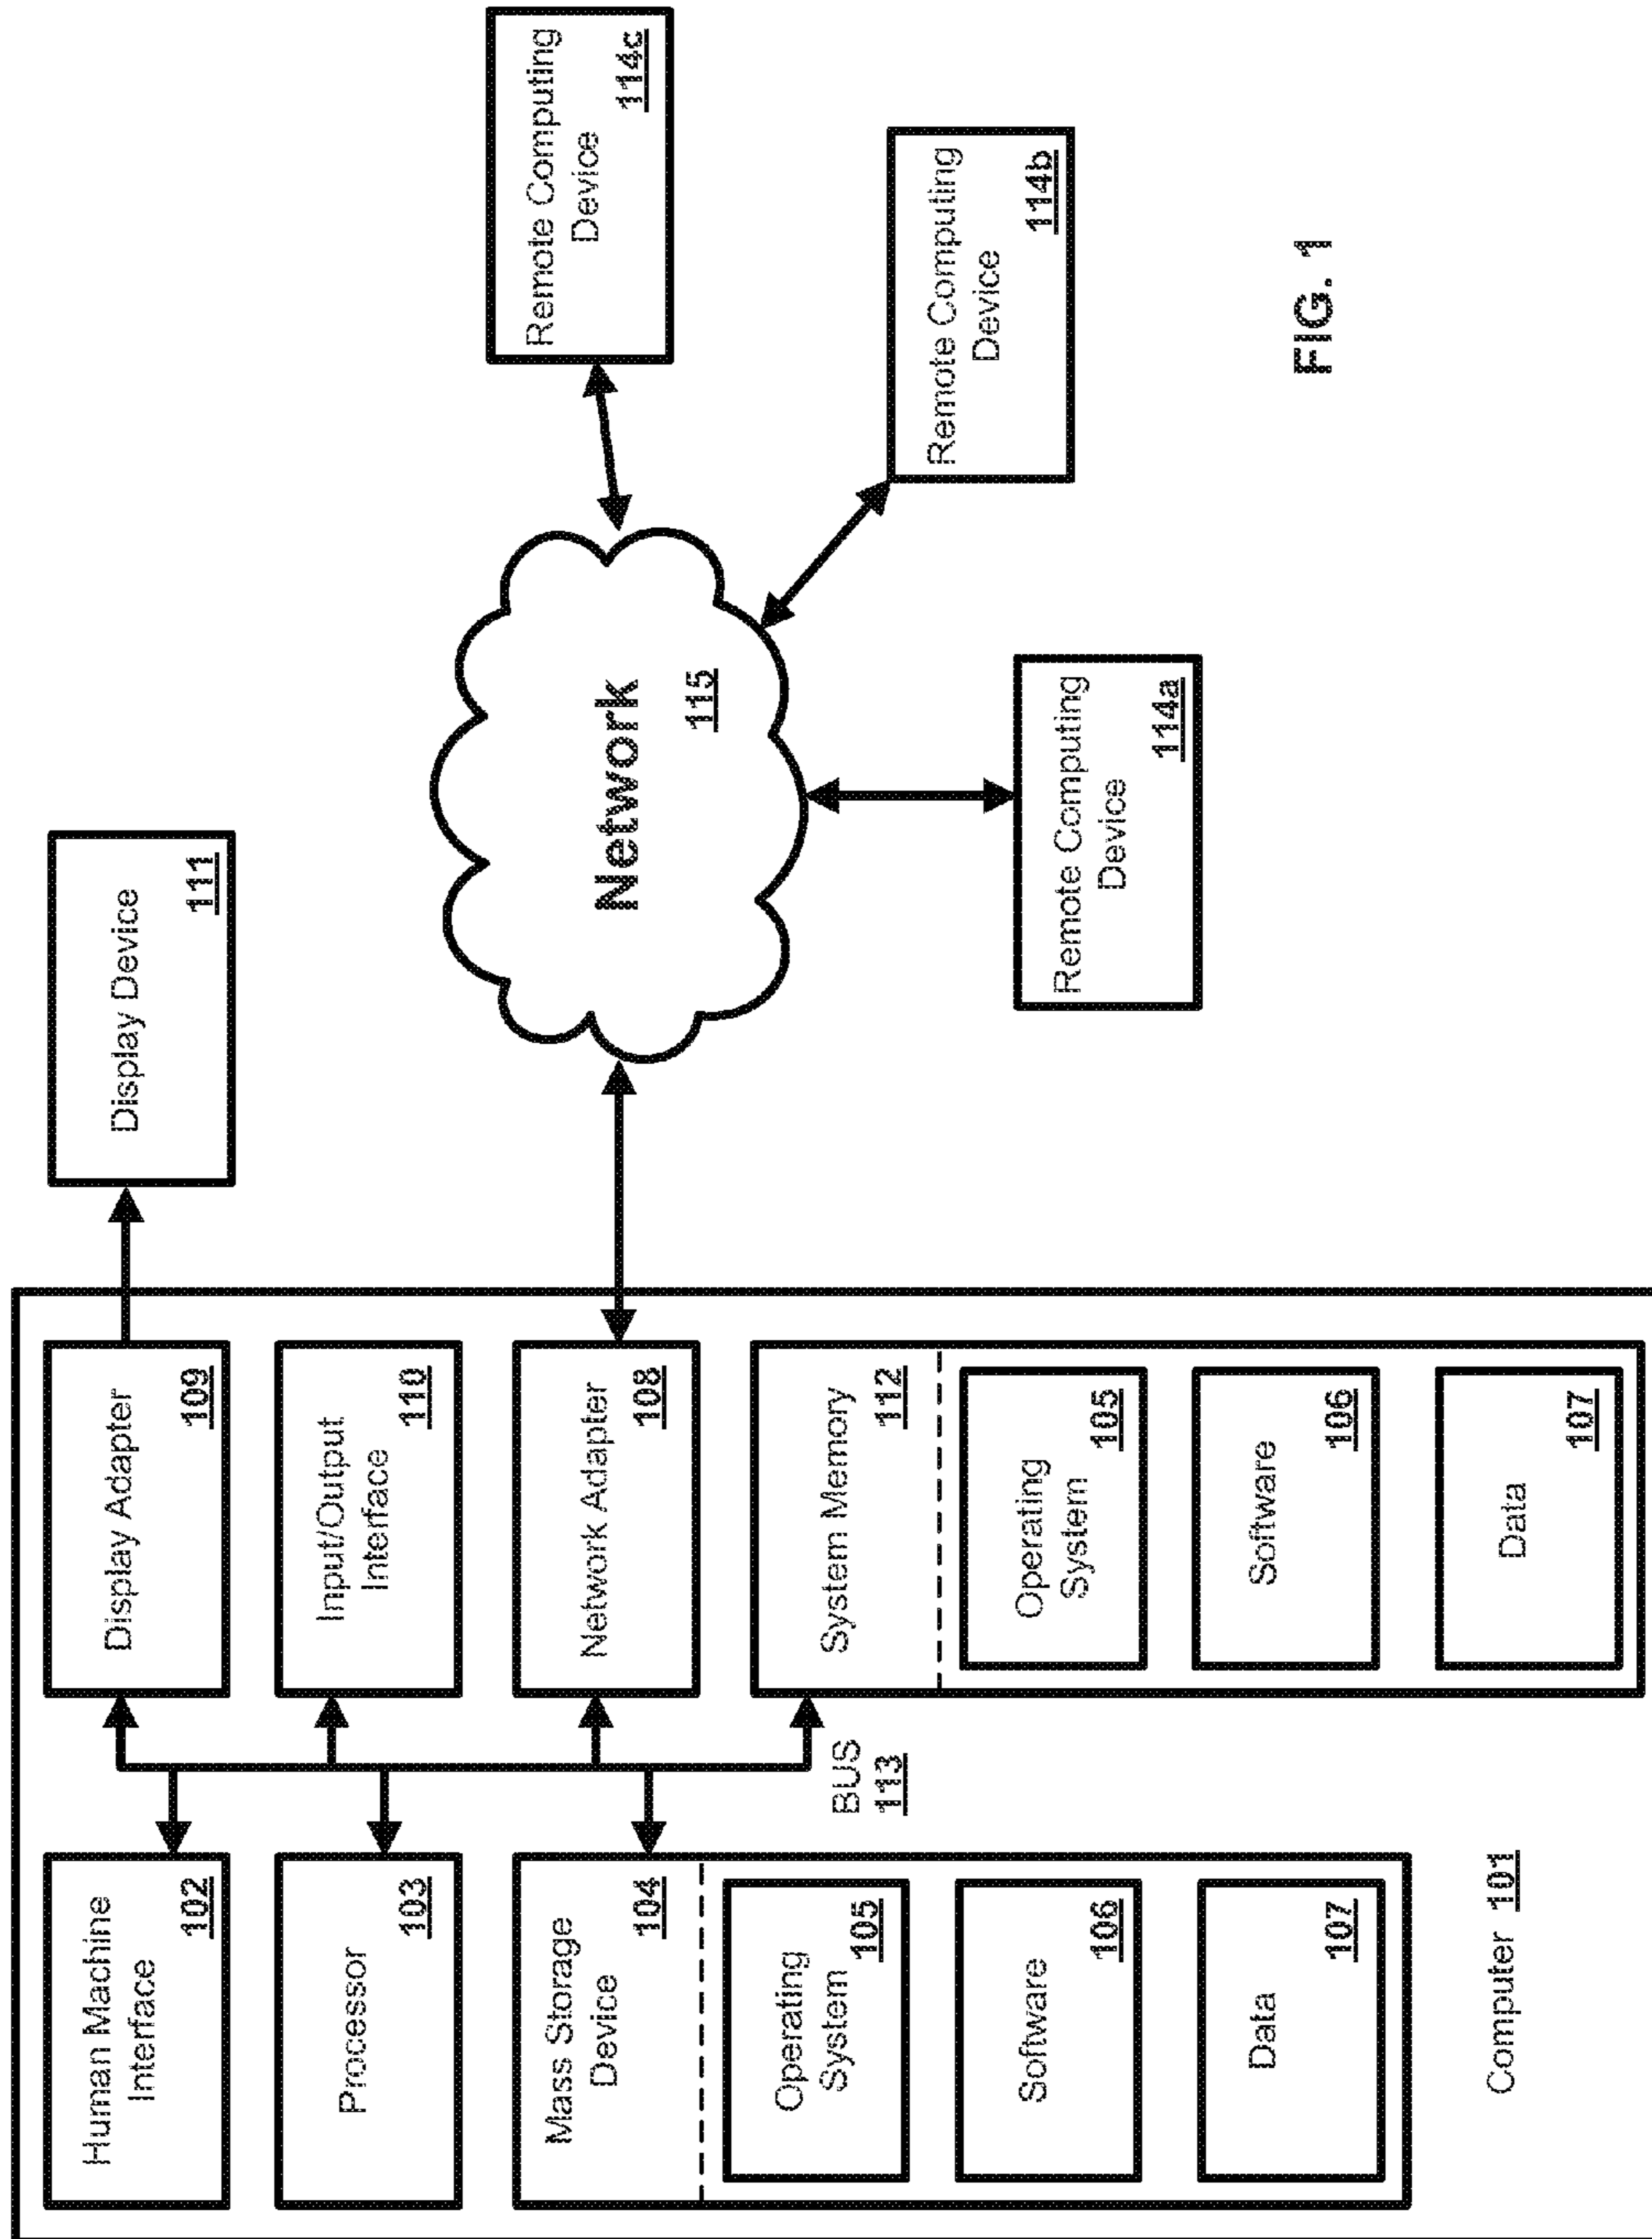 Human Machine
Interface
102
Processor
103
Mass Storage
Device
104
Operating
System
105
Software
106
Data
107
Computer 101
BUS
113
Display Adapter
109
Input/Output
Interface
110
Network Adapter
108
System Memory
112
Operating
System
105
Software
106
Data
107
Display Device
111
Network
115
Remote Computing
Device
114a
Remote Computing
Device
114b
Remote Computing
Device
114c
FIG. 1